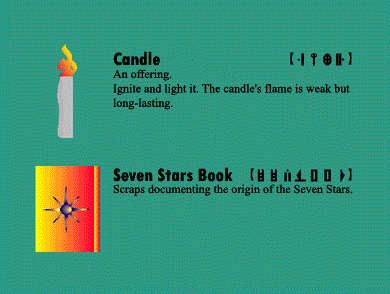 Candle
An offering.
Ignite and light it. The candle's flame is weak but
long-lasting.
Seven Stars Book
Scraps documenting the origin of the Seven Stars.